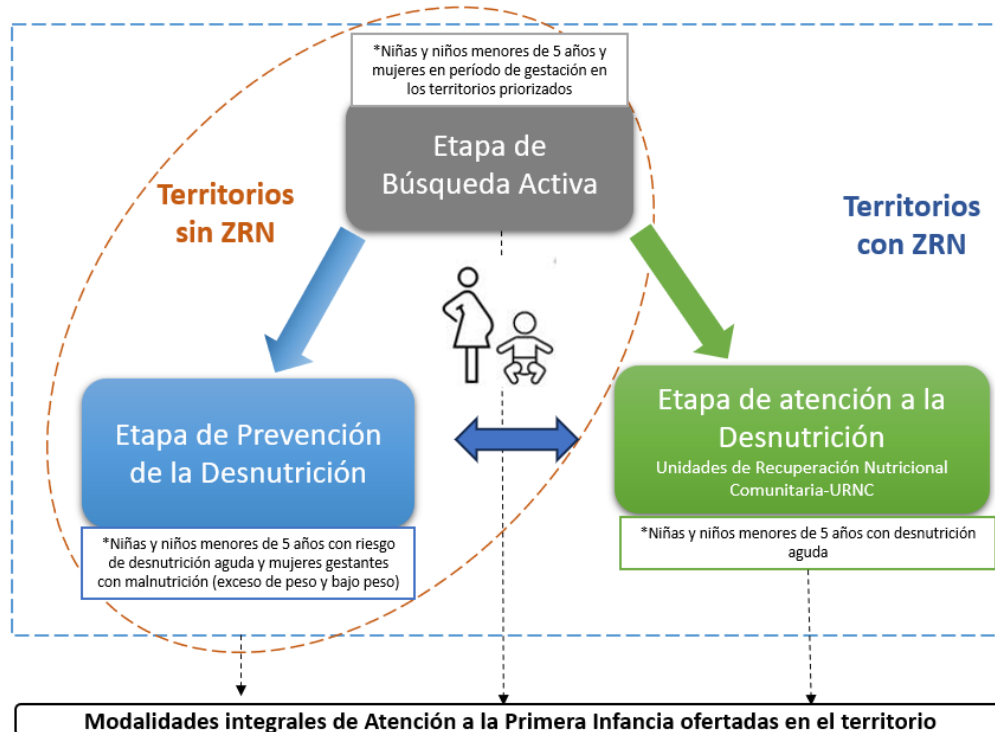 *Niñas y niños menores de 5 años y
mujeres en período de gestación en
los territorios priorizados
Etapa de
Búsqueda Activa
Territorios
sin ZRN
Territorios
con ZRN
Etapa de Prevención
de la Desnutrición
*Niñas y niños menores de 5 años con riesgo
de desnutrición aguda y mujeres gestantes
con malnutrición (exceso de peso y bajo peso)
Etapa de atención a la
Desnutrición
Unidades de Recuperación Nutricional
Comunitaria-URNC
*Niñas y niños menores de 5 años con desnutrición
aguda
Modalidades integrales de Atención a la Primera Infancia ofertadas en el territorio